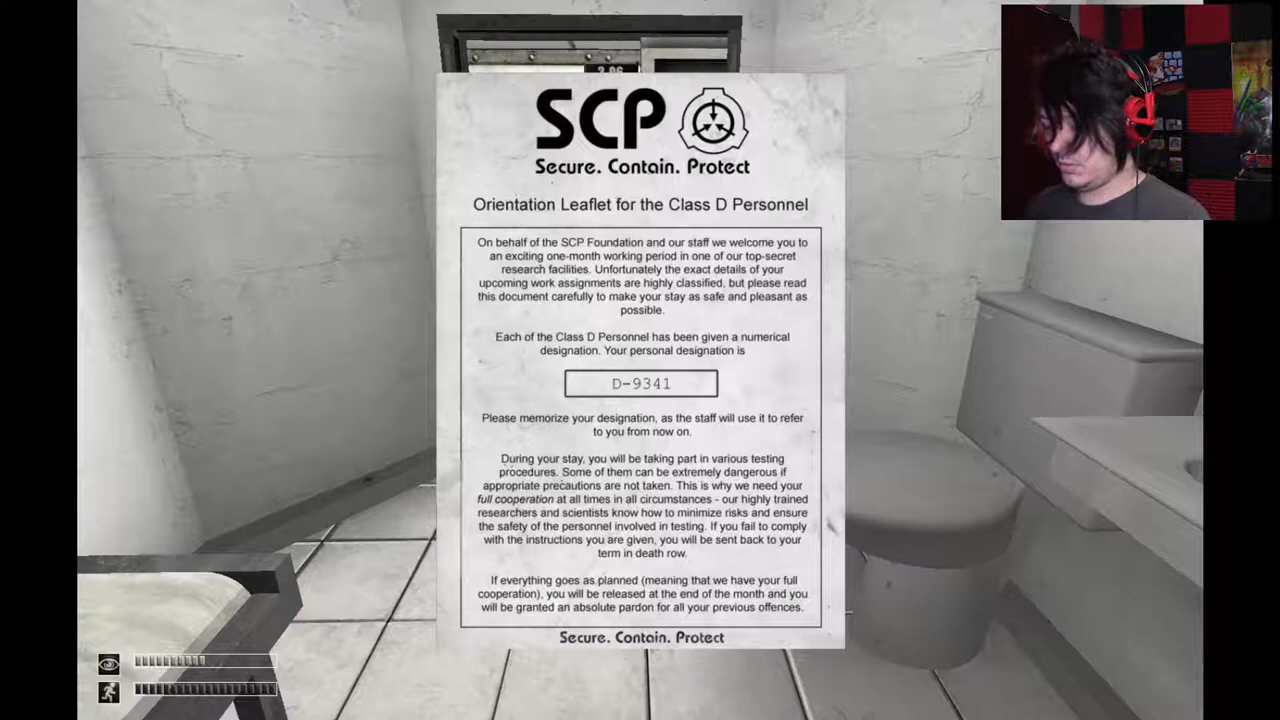 SCP
Secure. Contain. Protect
Orientation Leaflet for the Class D Personnel
On behalf of the SCP Foundation and our staff we welcome you to
an exciting one-month working period in one of our top-secret
research facilities. Unfortunately the exact details of your
upcoming work assignments are highly classified, but please read
this document carefully to make your stay as safe and pleasant as
possible.
Each of the Class D Personnel has been given a numerical
designation. Your personal designation is
D-9341
Please memorize your designation, as the staff will use it to refer
to you from now on.
During your stay, you will be taking part in various testing
procedures. Some of them can be extremely dangerous if
appropriate precautions are not taken. This is why we need your
full cooperation at all times in all circumstances - our highly trained
researchers and scientists know how to minimize risks and ensure
the safety of the personnel involved in testing. If you fail to comply
with the instructions you are given, you will be sent back to your
term in death row.
If everything goes as planned (meaning that we have your full
cooperation), you will be released at the end of the month and you
will be granted an absolute pardon for all your previous offences.
Secure. Contain. Protect